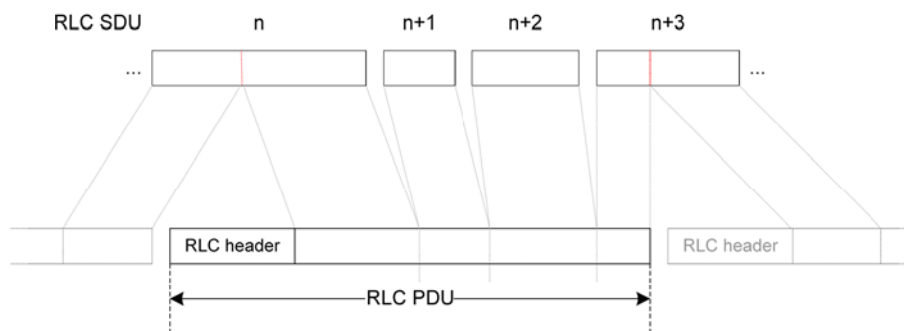 RLC SDU n n+1 n+2 n+3
... ...
RLC header RLC header
RLC PDU